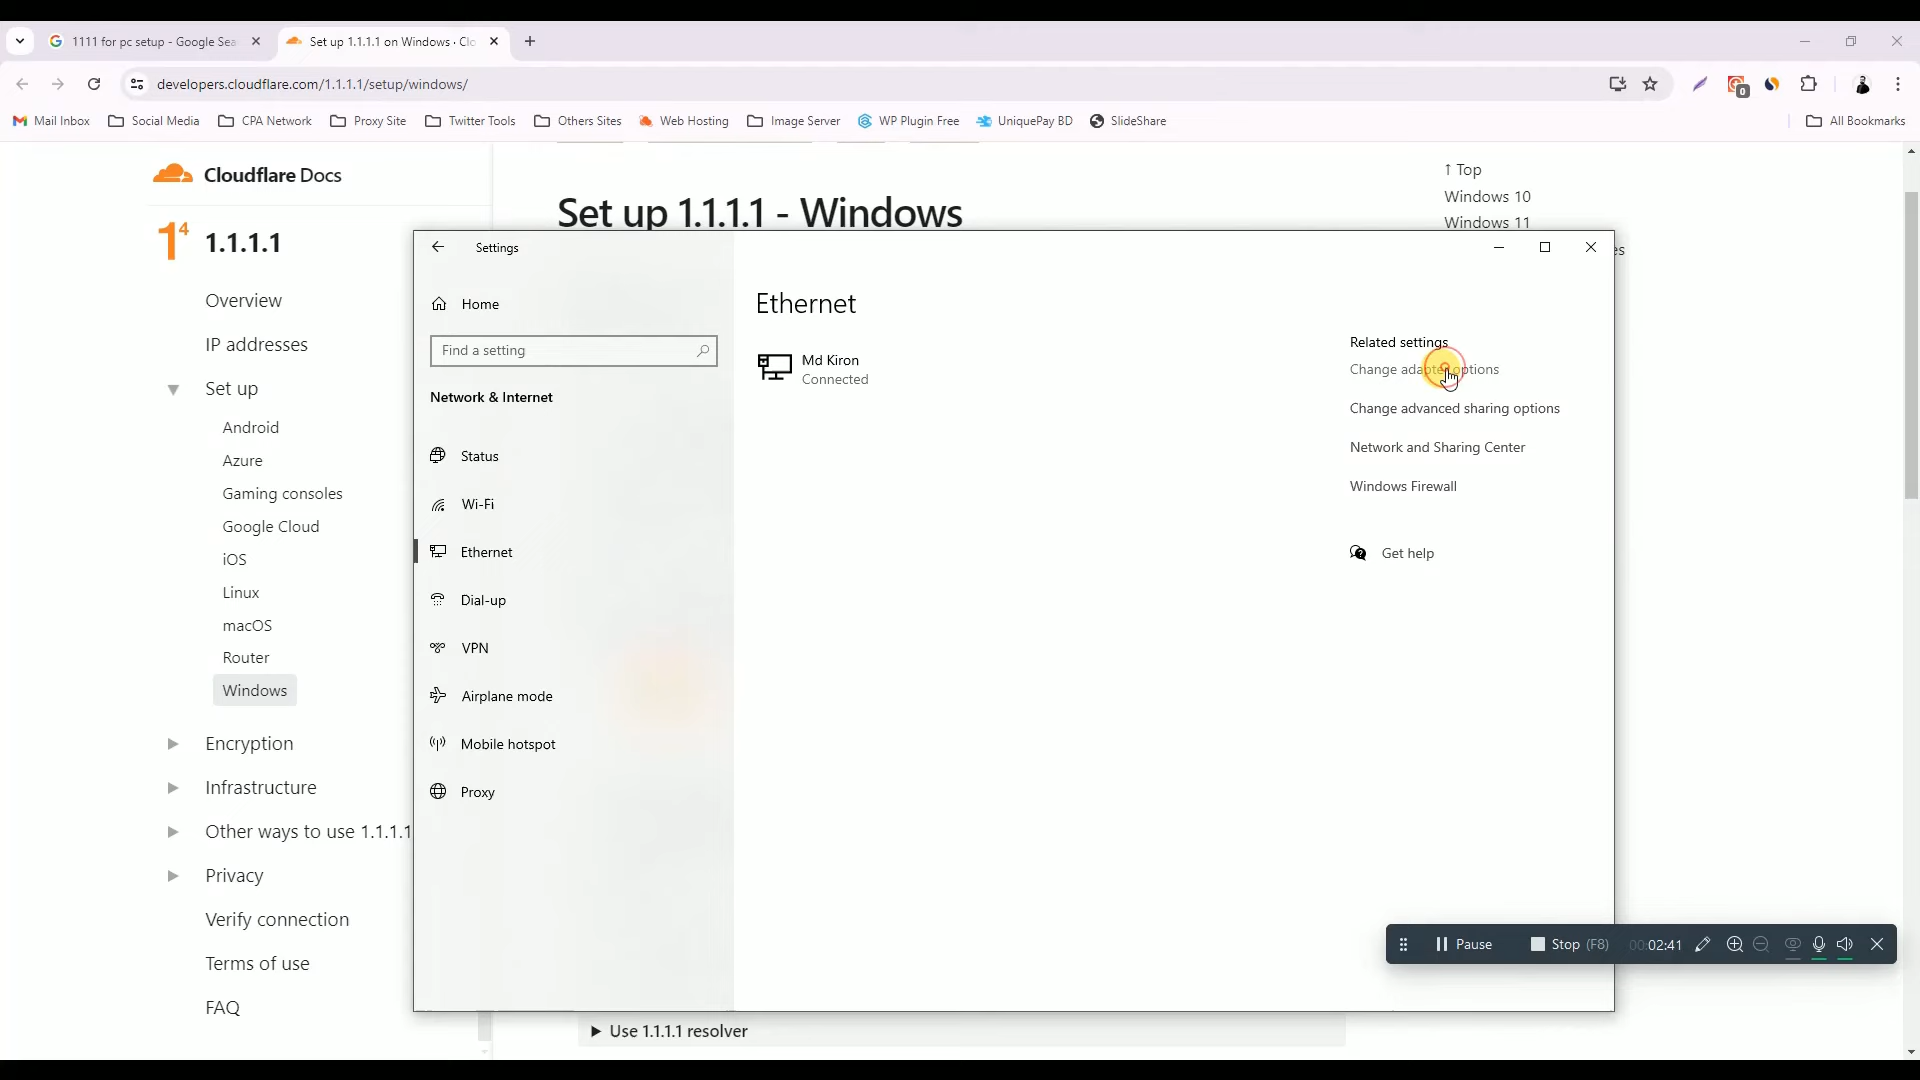 1111 for pc setup - Google Sea
Set up 1.1.1.1 on Windows · Clo
developers.cloudflare.com/1.1.1.1/setup/windows/
0
Mail Inbox
Social Media
CPA Network
Proxy Site
Twitter Tools
Others Sites
Web Hosting
Image Server
WP Plugin Free
UniquePay BD
SlideShare
All Bookmarks
Cloudflare Docs
1.1.1.1
Overview
IP addresses
Set up
Android
Azure
Gaming consoles
Google Cloud
iOS
Linux
macOS
Router
Windows
Encryption
Infrastructure
Other ways to use 1.1.1.1
Privacy
Verify connection
Terms of use
FAQ
Set up 1.1.1.1 - Windows
↑ Top
Windows 10
Windows 11
es
Settings
Home
Find a setting
Network & Internet
Status
Wi-Fi
Ethernet
Dial-up
VPN
Airplane mode
Mobile hotspot
Proxy
Ethernet
Md Kiron
Connected
Related settings
Change adapter options
Change advanced sharing options
Network and Sharing Center
Windows Firewall
Get help
Pause
Stop (F8)
00:02:41
Use 1.1.1.1 resolver